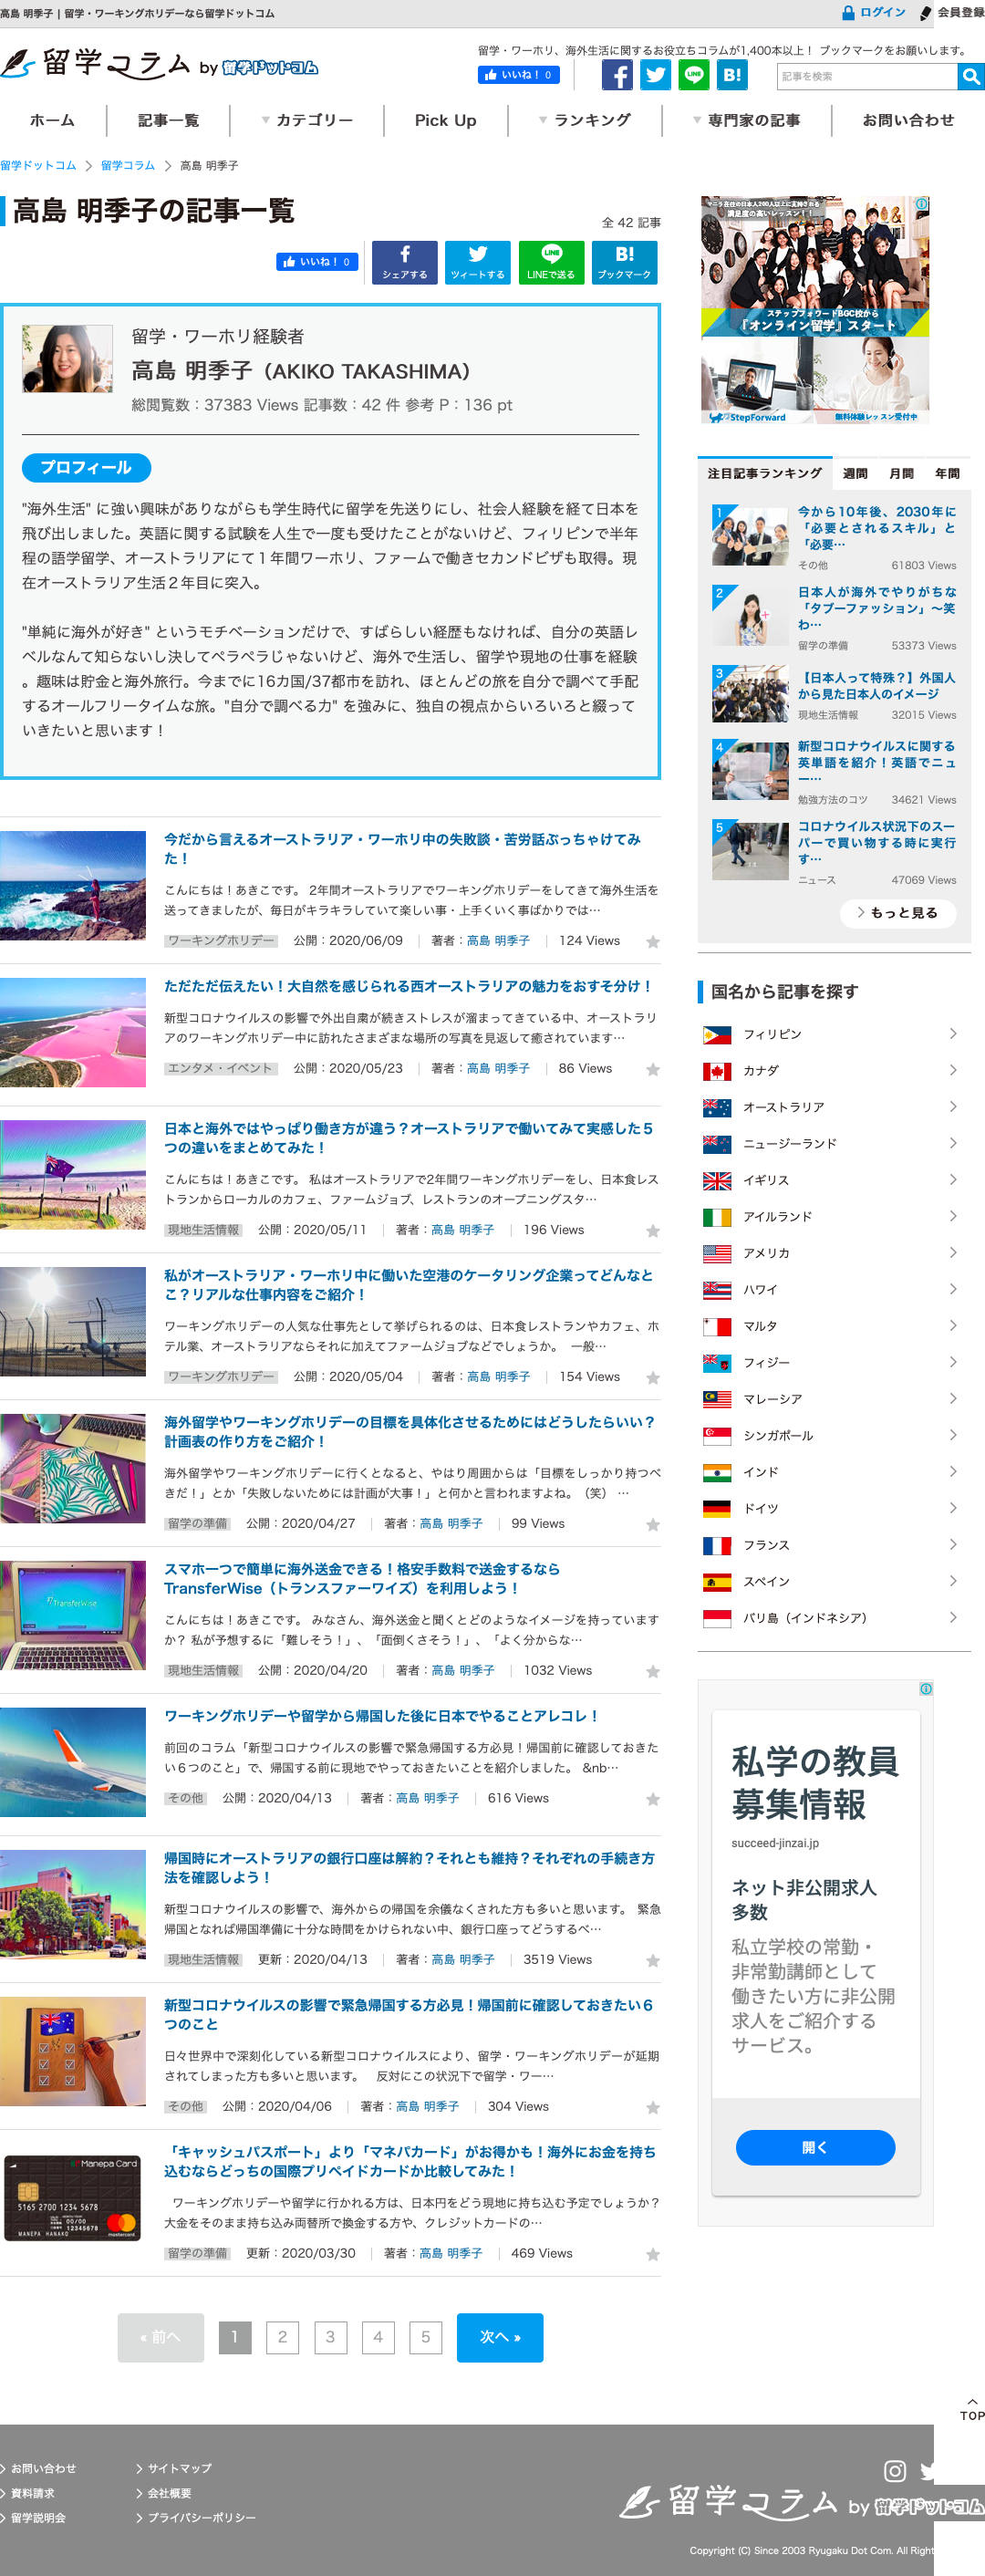 高島 明季子 | 留学・ワーキングホリデーなら留学ドットコム
ログイン
会員登録
留学コラム by 留学ドットコム
留学・ワーホリ、海外生活に関するお役立ちコラムが1,400本以上！ ブックマークをお願いします。
いいね！ 0
記事を検索
ホーム
記事一覧
カテゴリー
Pick Up
ランキング
専門家の記事
お問い合わせ
留学ドットコム > 留学コラム > 高島 明季子
高島 明季子の記事一覧
全 42 記事
いいね！ 0
シェアする
ツイートする
LINEで送る
B!
ブックマーク
留学・ワーホリ経験者
高島 明季子（AKIKO TAKASHIMA）
総閲覧数：37383 Views 記事数：42 件 参考 P：136 pt
プロフィール
"海外生活" に強い興味がありながらも学生時代に留学を先送りにし、社会人経験を経て日本を
飛び出しました。英語に関する試験を人生で一度も受けたことがないけど、フィリピンで半年
程の語学留学、オーストラリアにて１年間ワーホリ、ファームで働きセカンドビザも取得。現
在オーストラリア生活２年目に突入。
"単純に海外が好き" というモチベーションだけで、すばらしい経歴もなければ、自分の英語レ
ベルなんて知らないし決してペラペラじゃないけど、海外で生活し、留学や現地の仕事を経験
。趣味は貯金と海外旅行。今までに16カ国/37都市を訪れ、ほとんどの旅を自分で調べて手配
するオールフリータイムな旅。"自分で調べる力" を強みに、独自の視点からいろいろと綴って
いきたいと思います！
今だから言えるオーストラリア・ワーホリ中の失敗談・苦労話ぶっちゃけてみ
た！
こんにちは！あきこです。 2年間オーストラリアでワーキングホリデーをしてきて海外生活を
送ってきましたが、毎日がキラキラしていて楽しい事・上手くいく事ばかりでは…
ワーキングホリデー 公開：2020/06/09 著者：高島 明季子 124 Views
ただただ伝えたい！大自然を感じられる西オーストラリアの魅力をおすそ分け！
新型コロナウイルスの影響で外出自粛が続きストレスが溜まってきている中、オーストラリ
アのワーキングホリデー中に訪れたさまざまな場所の写真を見返して癒されています…
エンタメ・イベント 公開：2020/05/23 著者：高島 明季子 86 Views
日本と海外ではやっぱり働き方が違う？オーストラリアで働いてみて実感した５
つの違いをまとめてみた！
こんにちは！あきこです。 私はオーストラリアで2年間ワーキングホリデーをし、日本食レス
トランからローカルのカフェ、ファームジョブ、レストランのオープニングスタ…
現地生活情報 公開：2020/05/11 著者：高島 明季子 196 Views
私がオーストラリア・ワーホリ中に働いた空港のケータリング企業ってどんなと
こ？リアルな仕事内容をご紹介！
ワーキングホリデーの人気な仕事先として挙げられるのは、日本食レストランやカフェ、ホ
テル業、オーストラリアならそれに加えてファームジョブなどでしょうか。 一般…
ワーキングホリデー 公開：2020/05/04 著者：高島 明季子 154 Views
海外留学やワーキングホリデーの目標を具体化させるためにはどうしたらいい？
計画表の作り方をご紹介！
海外留学やワーキングホリデーに行くとなると、やはり周囲からは「目標をしっかり持つべ
きだ！」とか「失敗しないためには計画が大事！」と何かと言われますよね。（笑） …
留学の準備 公開：2020/04/27 著者：高島 明季子 99 Views
TransferWise
スマホ一つで簡単に海外送金できる！格安手数料で送金するなら
TransferWise（トランスファーワイズ）を利用しよう！
こんにちは！あきこです。 みなさん、海外送金と聞くとどのようなイメージを持っています
か？ 私が予想するに「難しそう！」、「面倒くさそう！」、「よく分からな…
現地生活情報 公開：2020/04/20 著者：高島 明季子 1032 Views
ワーキングホリデーや留学から帰国した後に日本でやることアレコレ！
前回のコラム「新型コロナウイルスの影響で緊急帰国する方必見！帰国前に確認しておきた
い６つのこと」で、帰国する前に現地でやっておきたいことを紹介しました。 &nb…
その他 公開：2020/04/13 著者：高島 明季子 616 Views
帰国時にオーストラリアの銀行口座は解約？それとも維持？それぞれの手続き方
法を確認しよう！
新型コロナウイルスの影響で、海外からの帰国を余儀なくされた方も多いと思います。 緊急
帰国となれば帰国準備に十分な時間をかけられない中、銀行口座ってどうするべ…
現地生活情報 更新：2020/04/13 著者：高島 明季子 3519 Views
新型コロナウイルスの影響で緊急帰国する方必見！帰国前に確認しておきたい６
つのこと
日々世界中で深刻化している新型コロナウイルスにより、留学・ワーキングホリデーが延期
されてしまった方も多いと思います。 反対にこの状況下で留学・ワー…
その他 公開：2020/04/06 著者：高島 明季子 304 Views
Manepa Card
5165 2700 1234 5678
00/00
12345678
MANEPA HANAKO
mastercard
「キャッシュパスポート」より「マネパカード」がお得かも！海外にお金を持ち
込むならどっちの国際プリペイドカードか比較してみた！
ワーキングホリデーや留学に行かれる方は、日本円をどう現地に持ち込む予定でしょうか？
大金をそのまま持ち込み両替所で換金する方や、クレジットカードの…
留学の準備 更新：2020/03/30 著者：高島 明季子 469 Views
« 前へ 1 2 3 4 5 次へ »
マニラ在住の日本人200人以上に支持される
満足度の高いレッスン！！
ステップフォワードBGC校から
『オンライン留学』スタート
StepForward
無料体験レッスン受付中
注目記事ランキング 週間 月間 年間
1
今から10年後、2030年に
「必要とされるスキル」と
「必要…
その他 61803 Views
2
日本人が海外でやりがちな
「タブーファッション」～笑
わ…
留学の準備 53373 Views
3
【日本人って特殊？】外国人
から見た日本人のイメージ
現地生活情報 32015 Views
4
新型コロナウイルスに関する
英単語を紹介！英語でニュ
ー…
勉強方法のコツ 34621 Views
5
コロナウイルス状況下のスー
パーで買い物する時に実行
す…
ニュース 47069 Views
もっと見る
国名から記事を探す
フィリピン
カナダ
オーストラリア
ニュージーランド
イギリス
アイルランド
アメリカ
ハワイ
マルタ
フィジー
マレーシア
シンガポール
インド
ドイツ
フランス
スペイン
バリ島（インドネシア）
私学の教員
募集情報
succeed-jinzai.jp
ネット非公開求人
多数
私立学校の常勤・
非常勤講師として
働きたい方に非公開
求人をご紹介する
サービス。
開く
TOP
お問い合わせ
資料請求
留学説明会
サイトマップ
会社概要
プライバシーポリシー
留学コラム by 留学ドットコム
Copyright (C) Since 2003 Ryugaku Dot Com. All Right